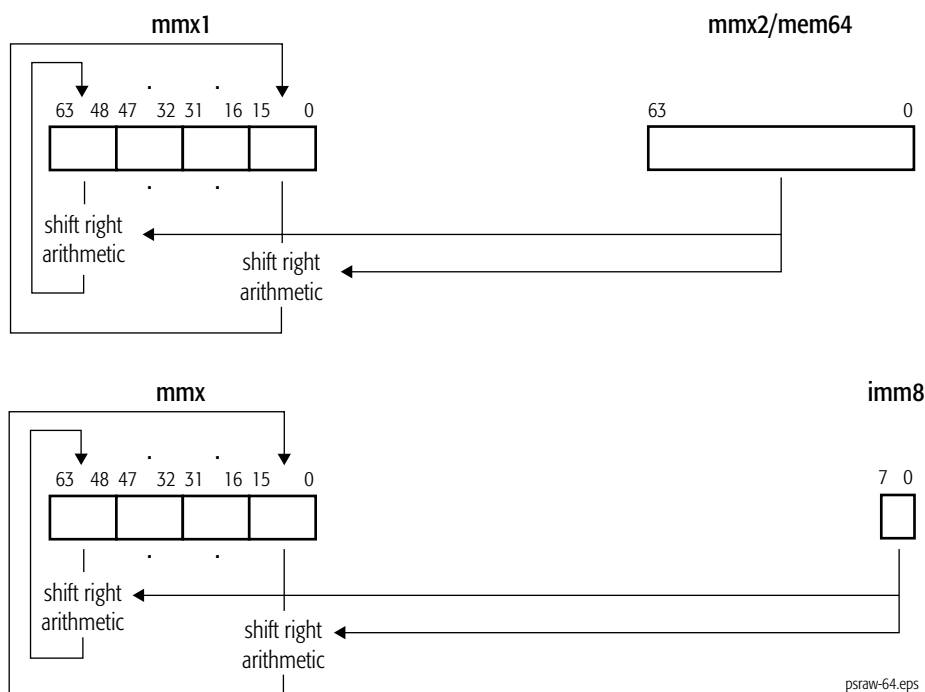 mmx1 mmx2/mem64
. .
63 48 47 32 31 16 15 0 63 0
. .
shift right
arithmetic
shift right
arithmetic
mmx imm8
. .
63 48 47 32 31 16 15 0 7 0
. .
shift right
arithmetic
shift right
arithmetic
psraw-64.eps